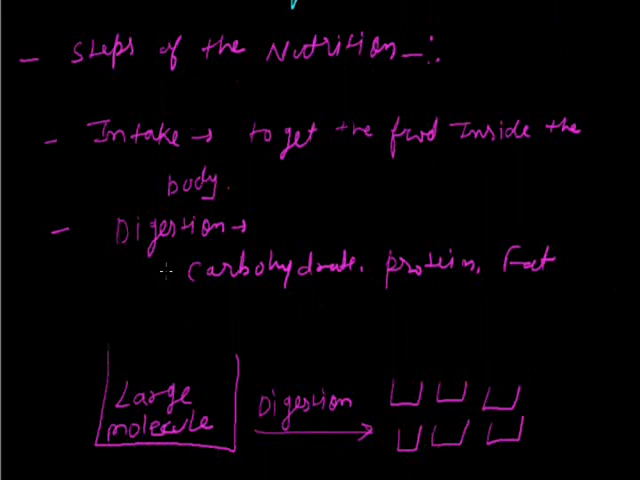 - Steps of the Nutrition -:
- Intake → to get the food Inside the
body.
- Digestion →
Carbohydrate, protein, Fat
Large
molecule
Digestion